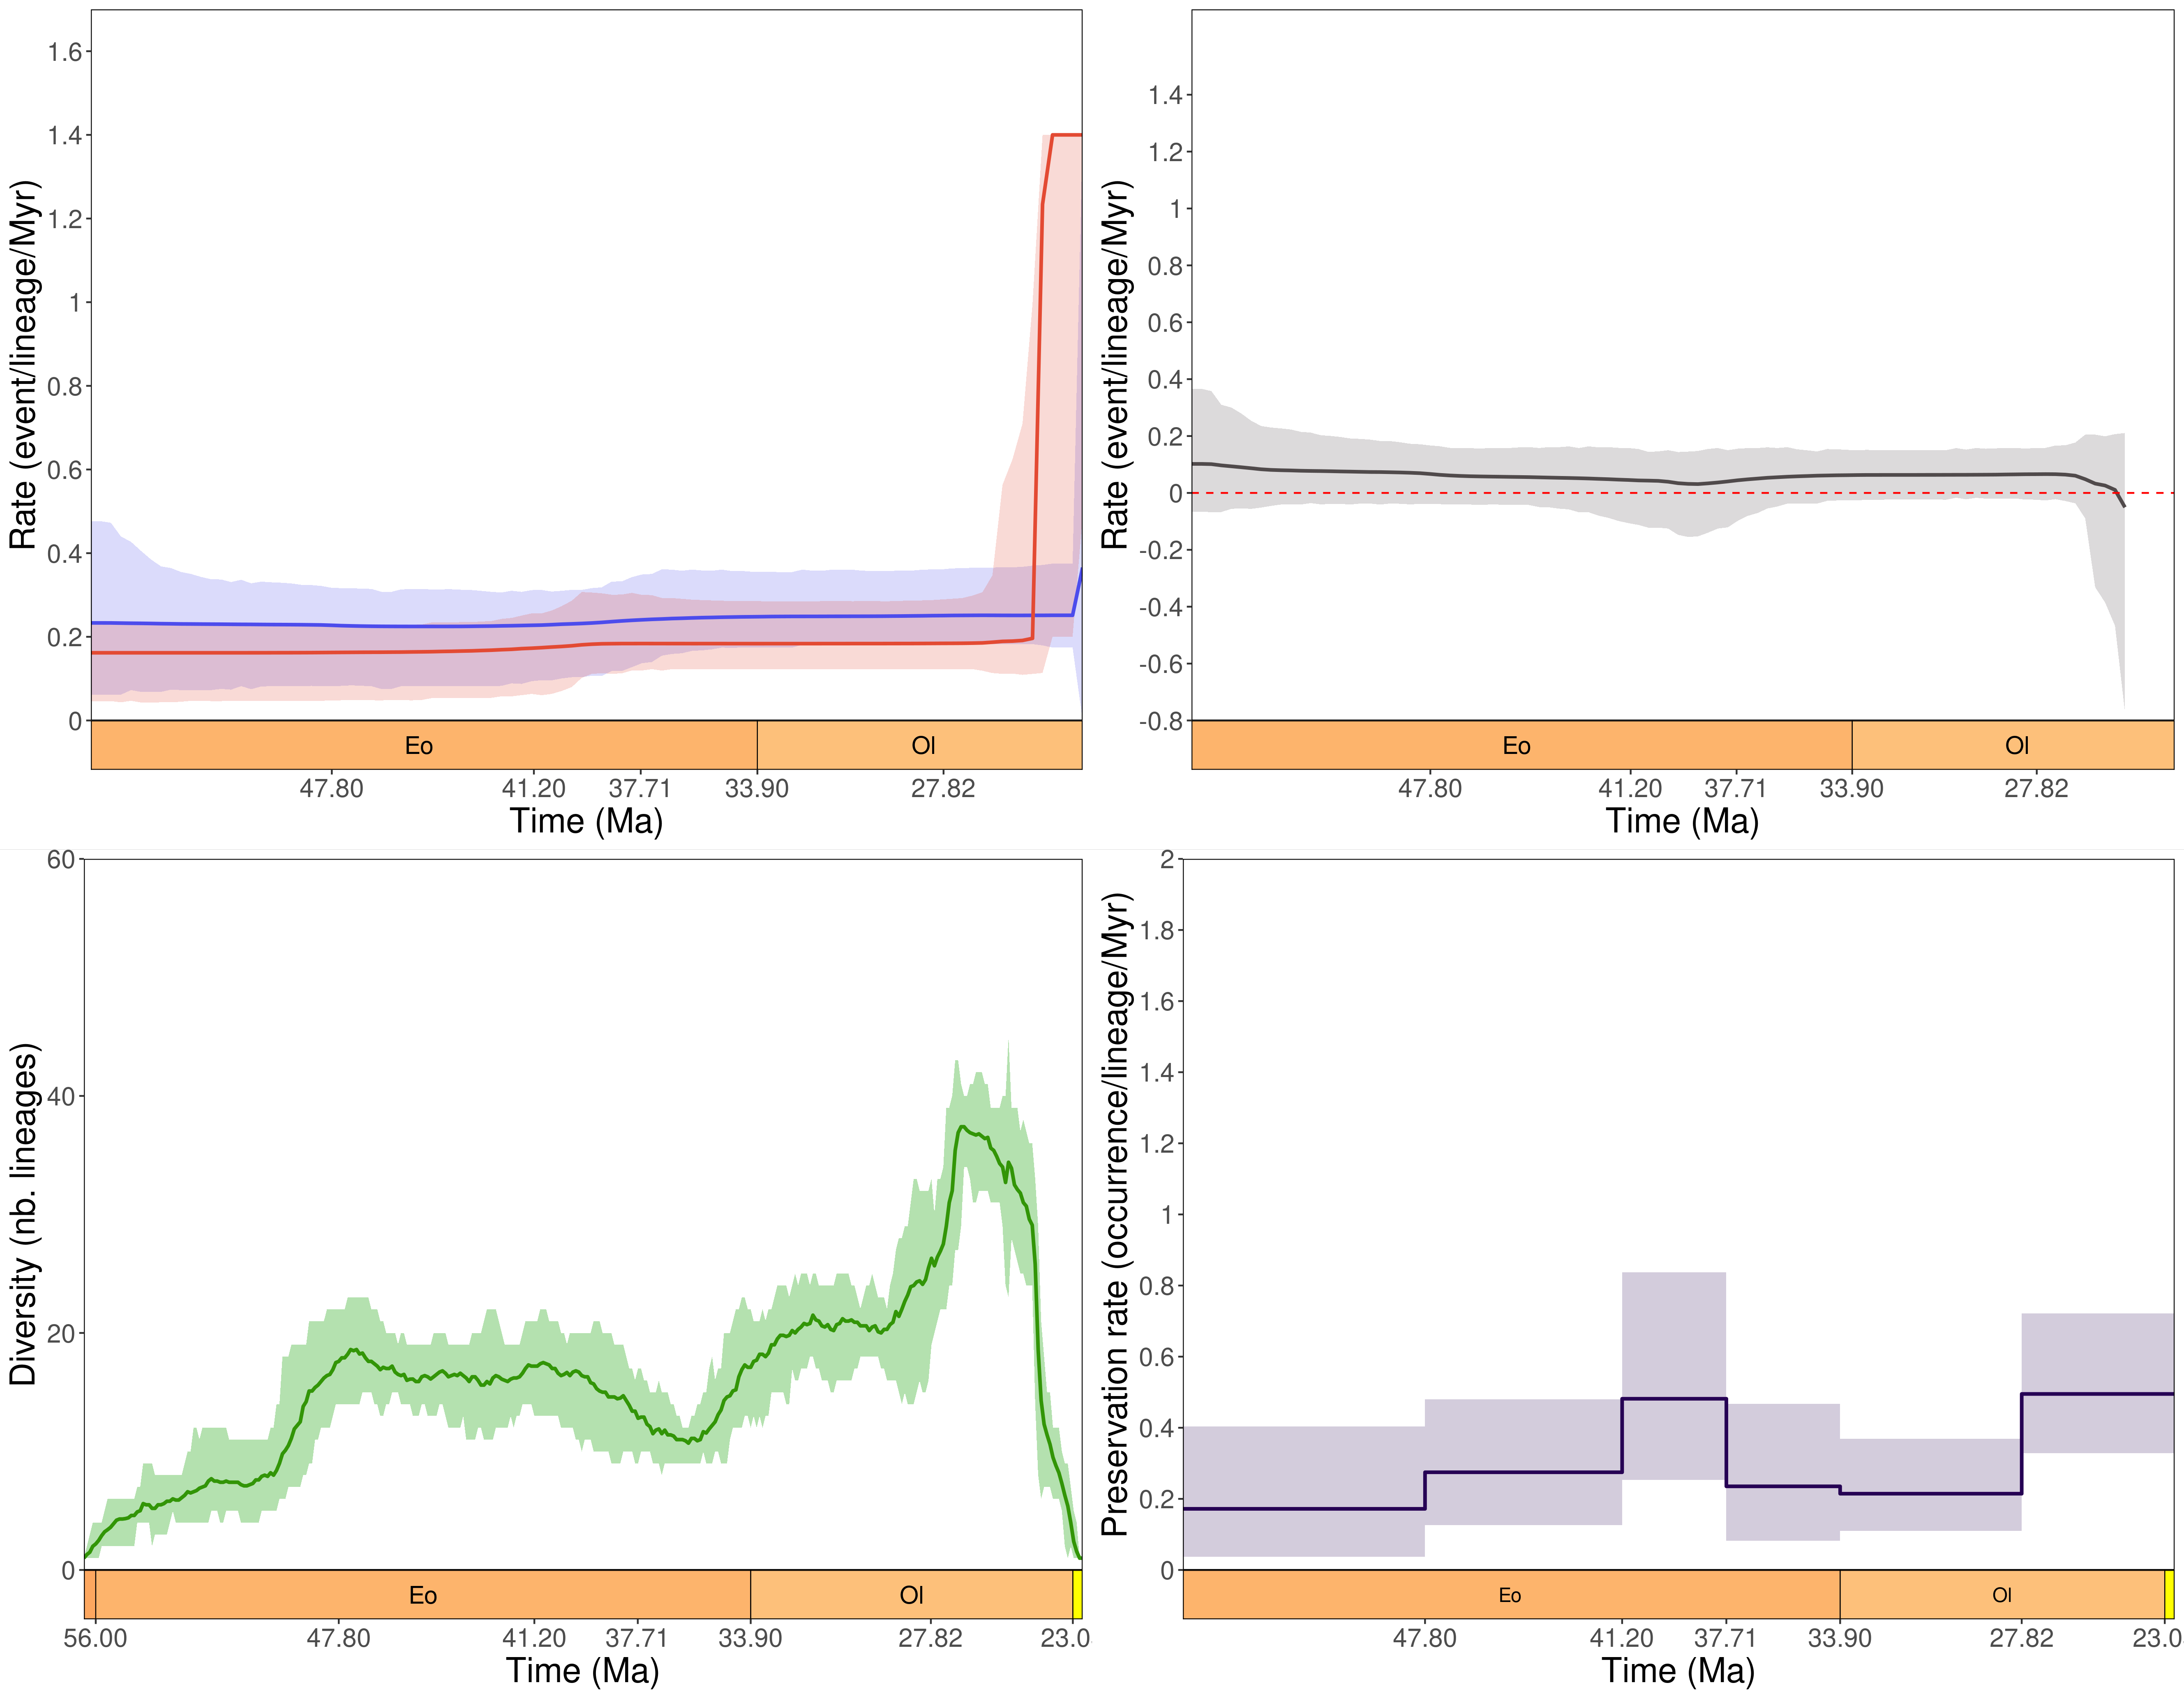 Rate (event/lineage/Myr)
1.6
1.4
1.2
1
0.8
0.6
0.4
0.2
0
Eo Ol
47.80 41.20 37.71 33.90 27.82
Time (Ma)
Rate (event/lineage/Myr)
1.4
1.2
1
0.8
0.6
0.4
0.2
0
-0.2
-0.4
-0.6
-0.8
Eo Ol
47.80 41.20 37.71 33.90 27.82
Time (Ma)
Diversity (nb. lineages)
60
40
20
0
Eo Ol
56.00 47.80 41.20 37.71 33.90 27.82 23.0
Time (Ma)
Preservation rate (occurrence/lineage/Myr)
2
1.8
1.6
1.4
1.2
1
0.8
0.6
0.4
0.2
0
Eo Ol
47.80 41.20 37.71 33.90 27.82 23.0
Time (Ma)